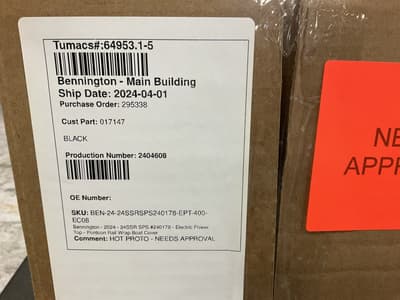 Tumacs#:64953.1-5
Bennington - Main Building
Ship Date: 2024-04-01
Purchase Order: 295338
Cust Part: 017147
BLACK
Production Number: 2404608
OE Number:
SKU: BEN-24-24SSRSPS240178-EPT-400-
EC08
Bennington - 2024 - 24SSR SPS #240178 - Electric Power
Top - Pontoon Rail Wrap Boat Cover
Comment: HOT PROTO - NEEDS APPROVAL
NE
APPR